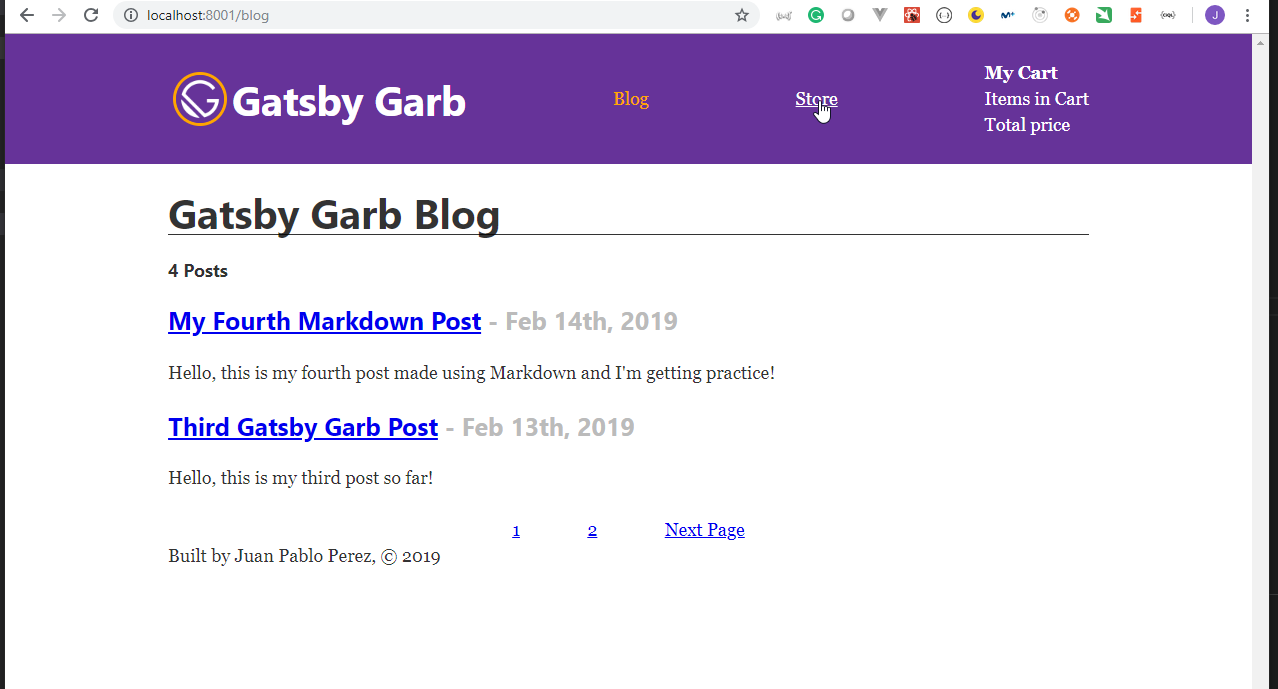 localhost:8001/blog
J
Gatsby Garb
Blog
Store
My Cart
Items in Cart
Total price
Gatsby Garb Blog
4 Posts
My Fourth Markdown Post - Feb 14th, 2019
Hello, this is my fourth post made using Markdown and I'm getting practice!
Third Gatsby Garb Post - Feb 13th, 2019
Hello, this is my third post so far!
1 2 Next Page
Built by Juan Pablo Perez, © 2019